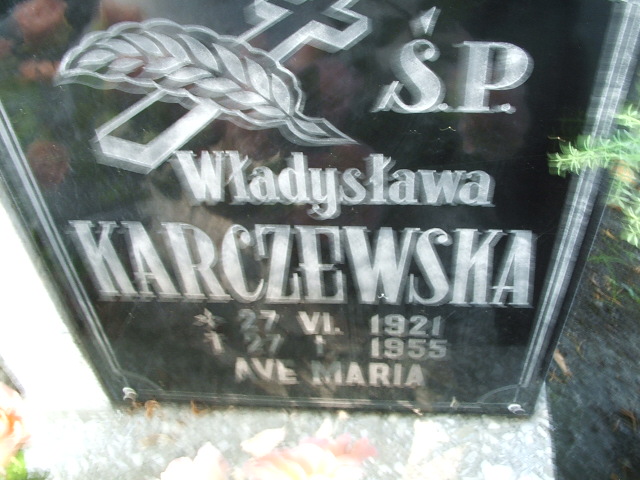 Ś.P.
Władysława
KARCZEWSKA
* 27 VI. 1921
† 27 I. 1955
AVE MARIA